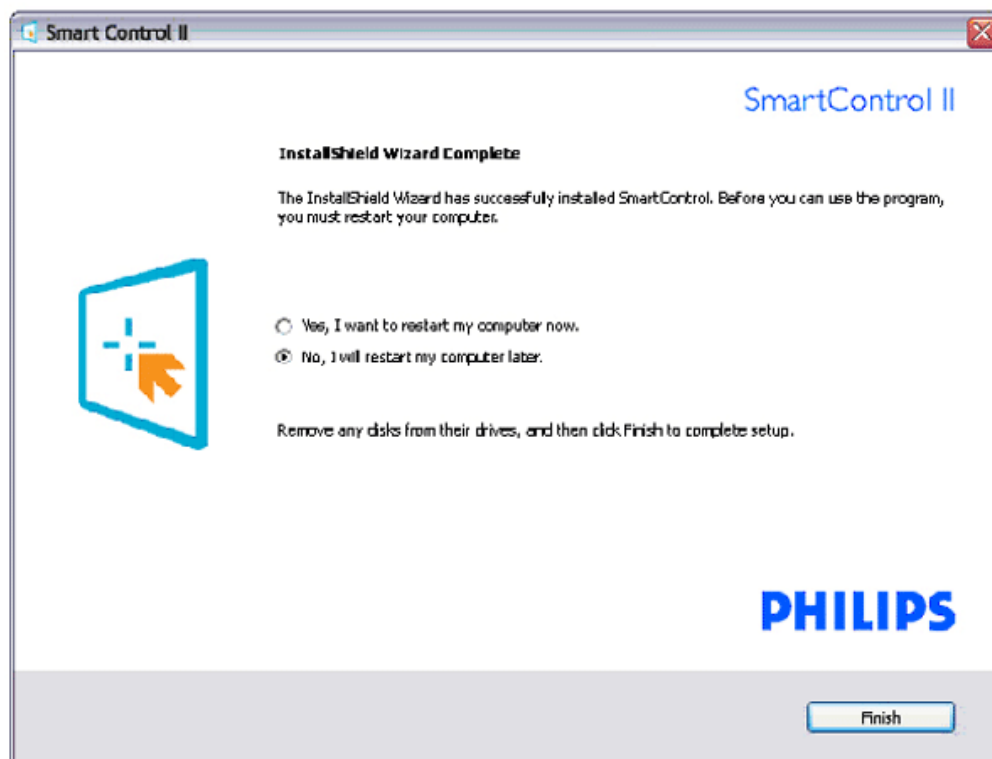 Smart Control II
SmartControl II
InstallShield Wizard Complete
The InstallShield Wizard has successfully installed SmartControl. Before you can use the program,
you must restart your computer.
Yes, I want to restart my computer now.
No, I will restart my computer later.
Remove any disks from their drives, and then click Finish to complete setup.
PHILIPS
Finish